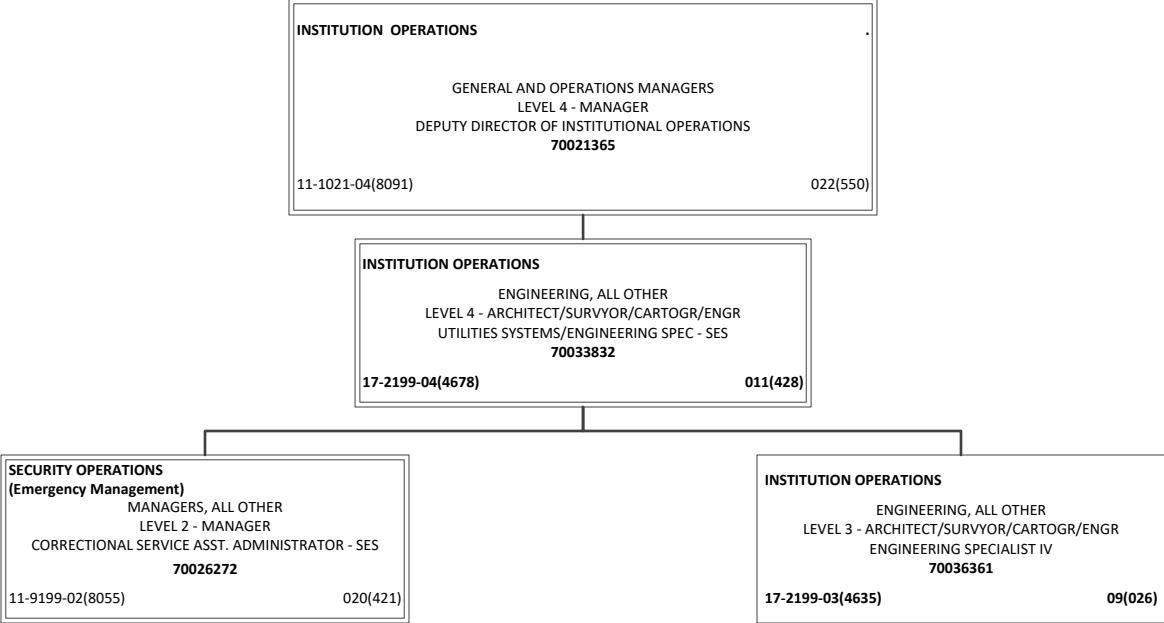 INSTITUTION  OPERATIONS .
GENERAL AND OPERATIONS MANAGERS
LEVEL 4 - MANAGER
DEPUTY DIRECTOR OF INSTITUTIONAL OPERATIONS
70021365
11-1021-04(8091) 022(550)
INSTITUTION OPERATIONS
ENGINEERING, ALL OTHER
LEVEL 4 - ARCHITECT/SURVYOR/CARTOGR/ENGR
UTILITIES SYSTEMS/ENGINEERING SPEC - SES
70033832
17-2199-04(4678) 011(428)
SECURITY OPERATIONS
(Emergency Management)
MANAGERS, ALL OTHER
LEVEL 2 - MANAGER
CORRECTIONAL SERVICE ASST. ADMINISTRATOR - SES
70026272
11-9199-02(8055) 020(421)
INSTITUTION OPERATIONS
ENGINEERING, ALL OTHER
LEVEL 3 - ARCHITECT/SURVYOR/CARTOGR/ENGR
ENGINEERING SPECIALIST IV
70036361
17-2199-03(4635) 09(026)